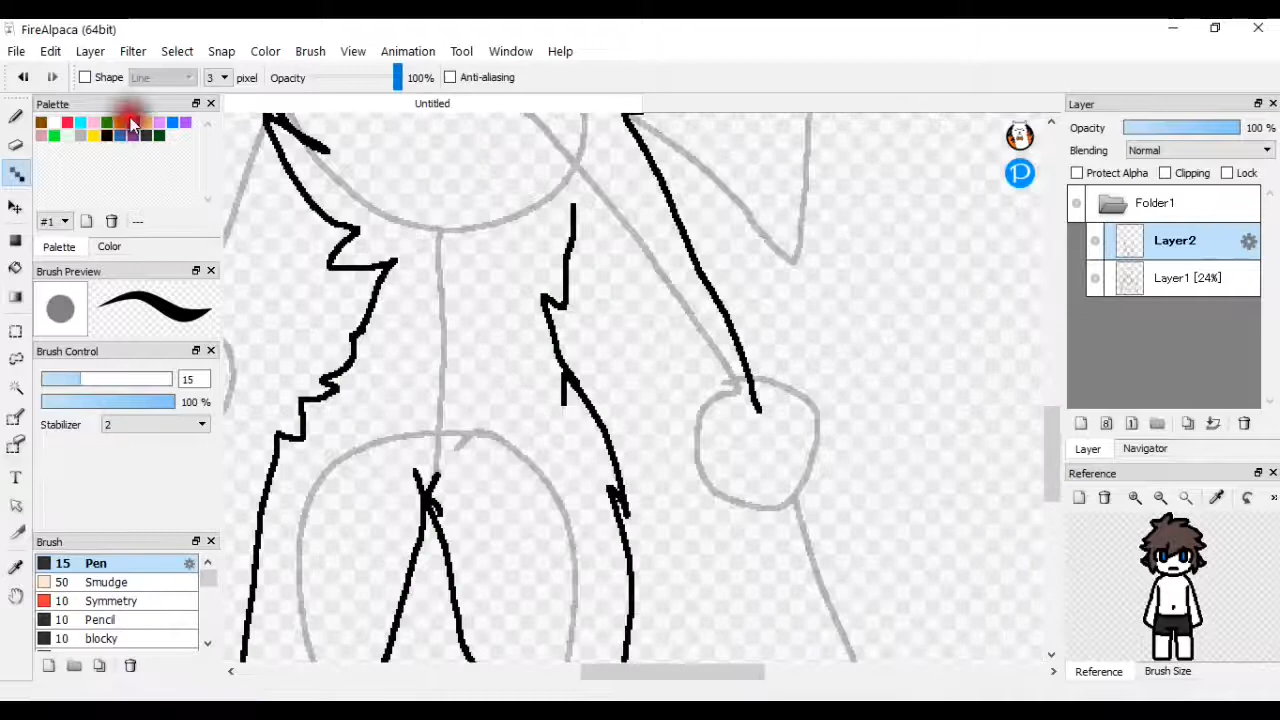 FireAlpaca (64bit)
File Edit Layer Filter Select Snap Color Brush View Animation Tool Window Help
Shape Line 3 pixel Opacity 100% Anti-aliasing
Palette
Untitled
Layer
Opacity 100 %
Blending Normal
Protect Alpha Clipping Lock
Folder1
Layer2
Layer1 [24%]
#1 ---
Palette Color
Brush Preview
Brush Control
15
100 %
Stabilizer 2
Layer Navigator
Reference
Brush
15 Pen
50 Smudge
10 Symmetry
10 Pencil
10 blocky
Reference Brush Size